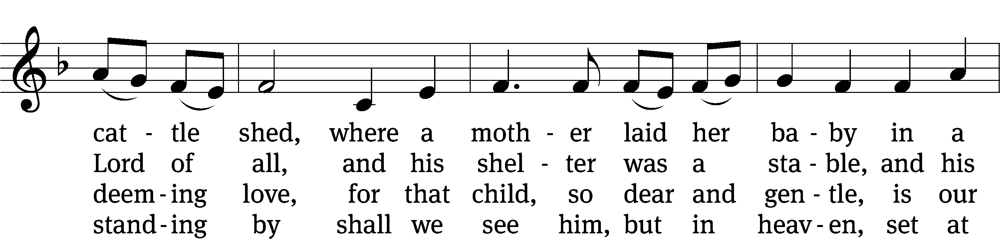 cat - tle shed, where a moth - er laid her ba - by in a
Lord of all, and his shel - ter was a sta - ble, and his
deem - ing love, for that child, so dear and gen - tle, is our
stand - ing by shall we see him, but in heav - en, set at